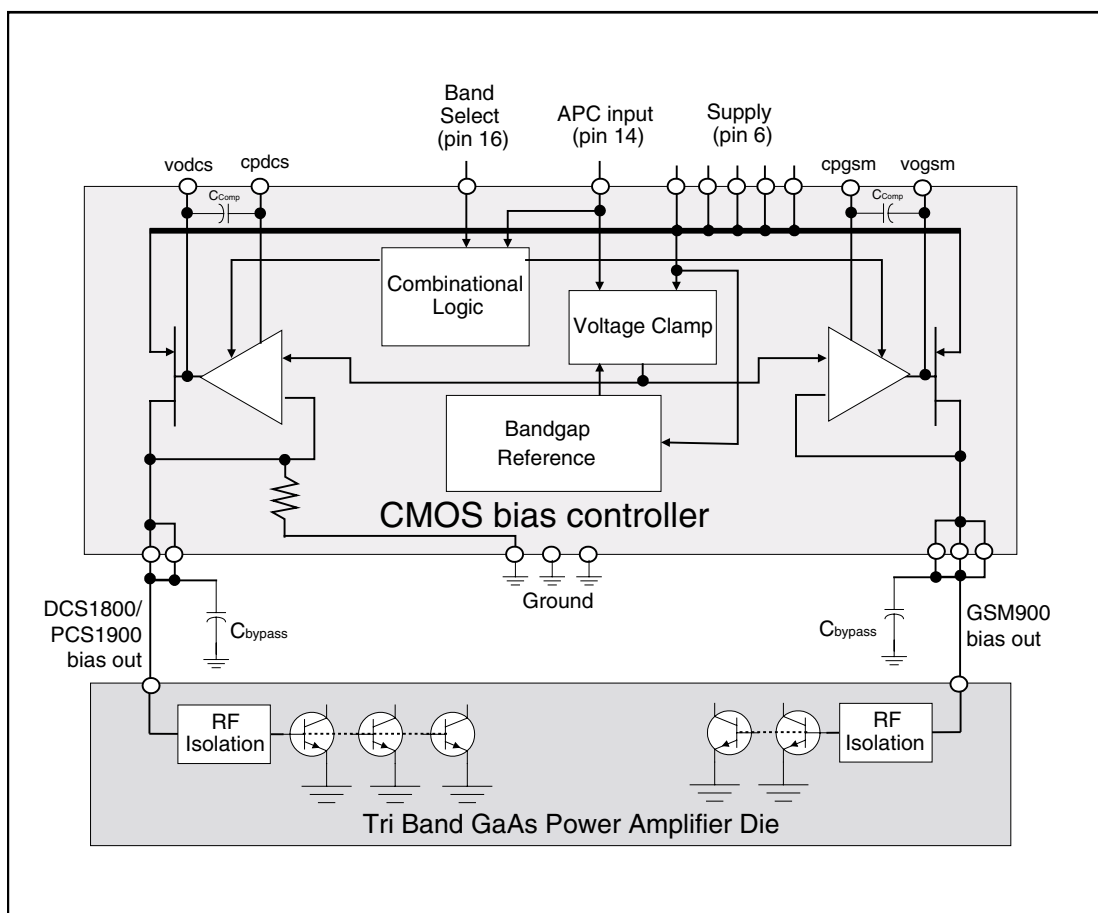 Band
Select
(pin 16)
APC input
(pin 14)
Supply
(pin 6)
vodcs
cpdcs
cpgsm
vogsm
CComp
CComp
Combinational
Logic
Voltage Clamp
Bandgap
Reference
CMOS bias controller
Ground
DCS1800/
PCS1900
bias out
Cbypass
Cbypass
GSM900
bias out
RF
Isolation
RF
Isolation
Tri Band GaAs Power Amplifier Die